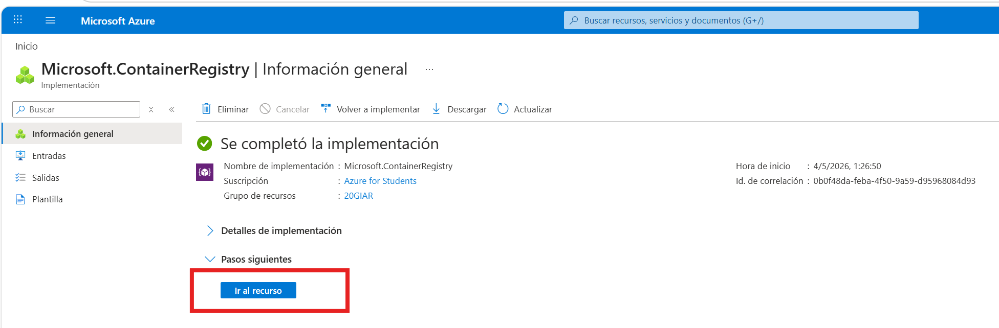 Microsoft Azure
Buscar recursos, servicios y documentos (G+/)
Inicio
Microsoft.ContainerRegistry | Información general ...
Implementación
Buscar
Eliminar Cancelar Volver a implementar Descargar Actualizar
Información general
Entradas
Salidas
Plantilla
Se completó la implementación
Nombre de implementación : Microsoft.ContainerRegistry
Suscripción : Azure for Students
Grupo de recursos : 20GIAR
Hora de inicio : 4/5/2026, 1:26:50
Id. de correlación : 0b0f48da-feba-4f50-9a59-d95968084d93
Detalles de implementación
Pasos siguientes
Ir al recurso